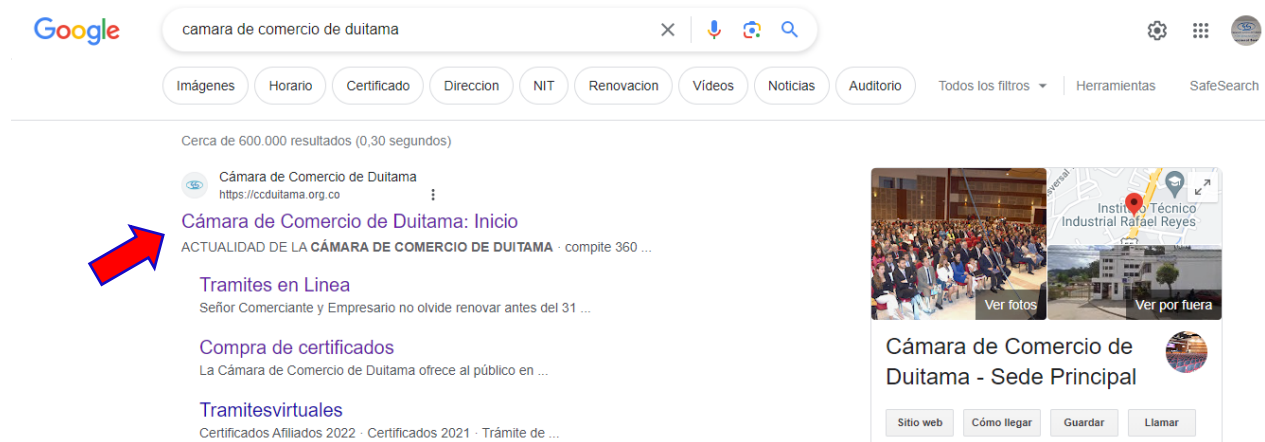 Google
camara de comercio de duitama
Imágenes Horario Certificado Direccion NIT Renovacion Vídeos Noticias Auditorio Todos los filtros Herramientas SafeSearch
Cerca de 600.000 resultados (0,30 segundos)
Cámara de Comercio de Duitama
https://ccduitama.org.co
Cámara de Comercio de Duitama: Inicio
ACTUALIDAD DE LA CÁMARA DE COMERCIO DE DUITAMA · compite 360 ...
Tramites en Linea
Señor Comerciante y Empresario no olvide renovar antes del 31 ...
Compra de certificados
La Cámara de Comercio de Duitama ofrece al público en ...
Tramitesvirtuales
Certificados Afiliados 2022 · Certificados 2021 · Trámite de ...
Técnico
Industrial Rafael Reyes
Ver fotos
Ver por fuera
Cámara de Comercio de
Duitama - Sede Principal
Sitio web Cómo llegar Guardar Llamar